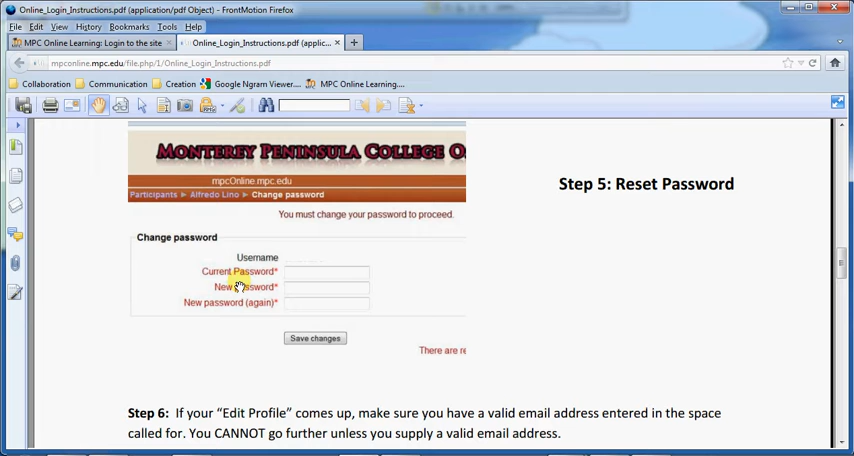 Online_Login_Instructions.pdf (application/pdf Object) - FrontMotion Firefox
File Edit View History Bookmarks Tools Help
MPC Online Learning: Login to the site × Online_Login_Instructions.pdf (applic... × +
mpconline.mpc.edu/file.php/1/Online_Login_Instructions.pdf
Collaboration Communication Creation Google Ngram Viewer.... MPC Online Learning....
MONTEREY PENINSULA COLLEGE O
mpcOnline.mpc.edu
Participants ► Alfredo Lino ► Change password
Step 5: Reset Password
You must change your password to proceed.
Change password
Username
Current Password*
New password*
New password (again)*
Save changes
There are re
Step 6: If your “Edit Profile” comes up, make sure you have a valid email address entered in the space
called for. You CANNOT go further unless you supply a valid email address.